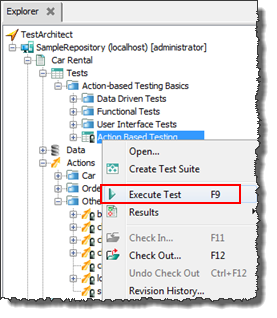 Explorer
TestArchitect
SampleRepository (localhost) [administrator]
Car Rental
Tests
Action-based Testing Basics
Data Driven Tests
Functional Tests
User Interface Tests
Action Based Testing
Data
Open...
Actions
Create Test Suite
Car
Execute Test F9
Results
Check In... F11
Check Out... F12
Undo Check Out Ctrl+F12
Revision History...